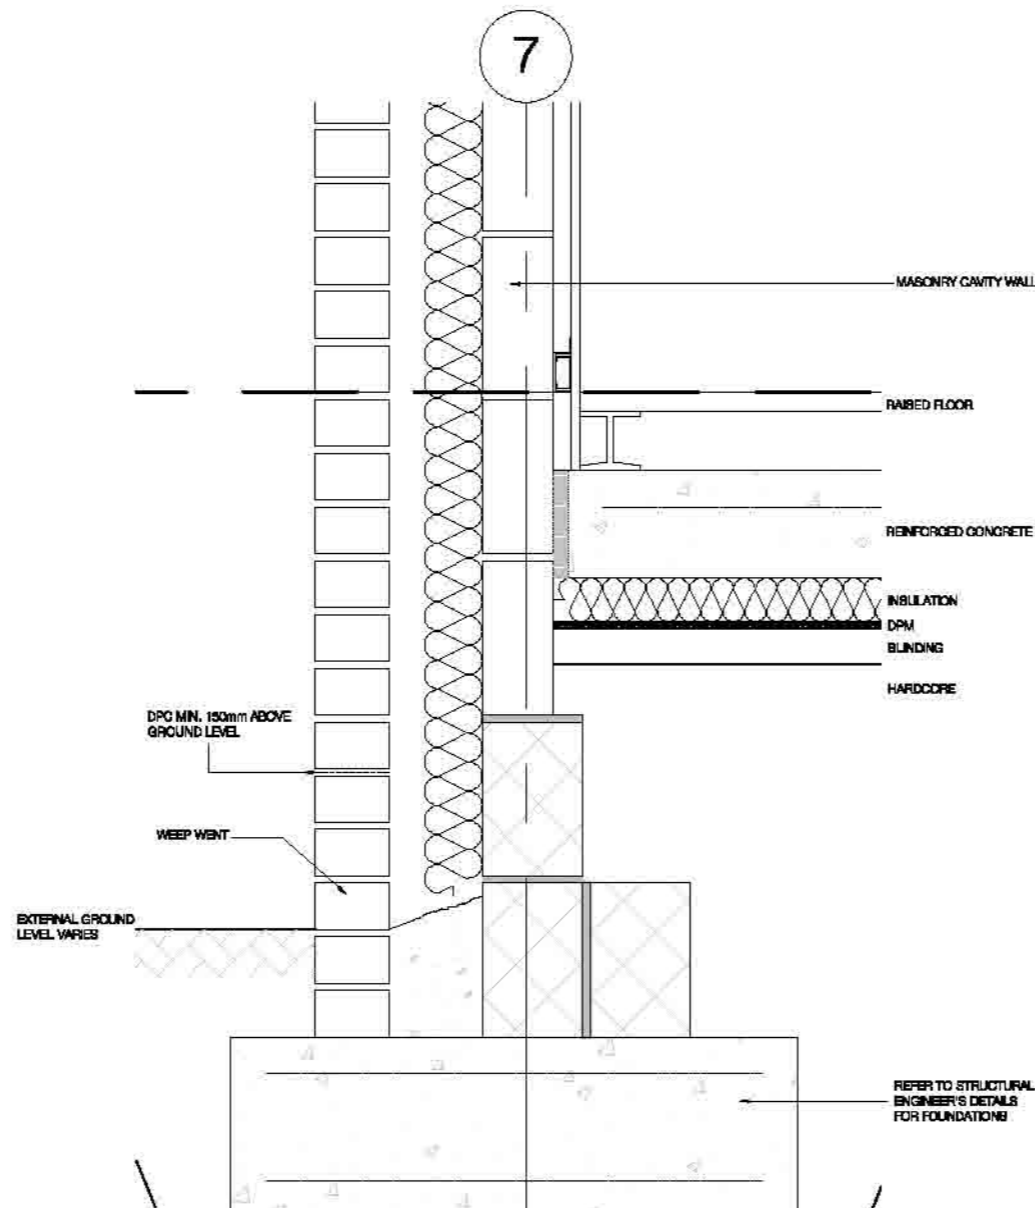 7
MASONRY CAVITY WALL
RAISED FLOOR
REINFORCED CONCRETE
INSULATION
DPM
BLINDING
HARDCORE
DPC MIN. 150mm ABOVE
GROUND LEVEL
WEEP WENT
EXTERNAL GROUND
LEVEL VARIES
REFER TO STRUCTURAL
ENGINEER'S DETAILS
FOR FOUNDATIONS